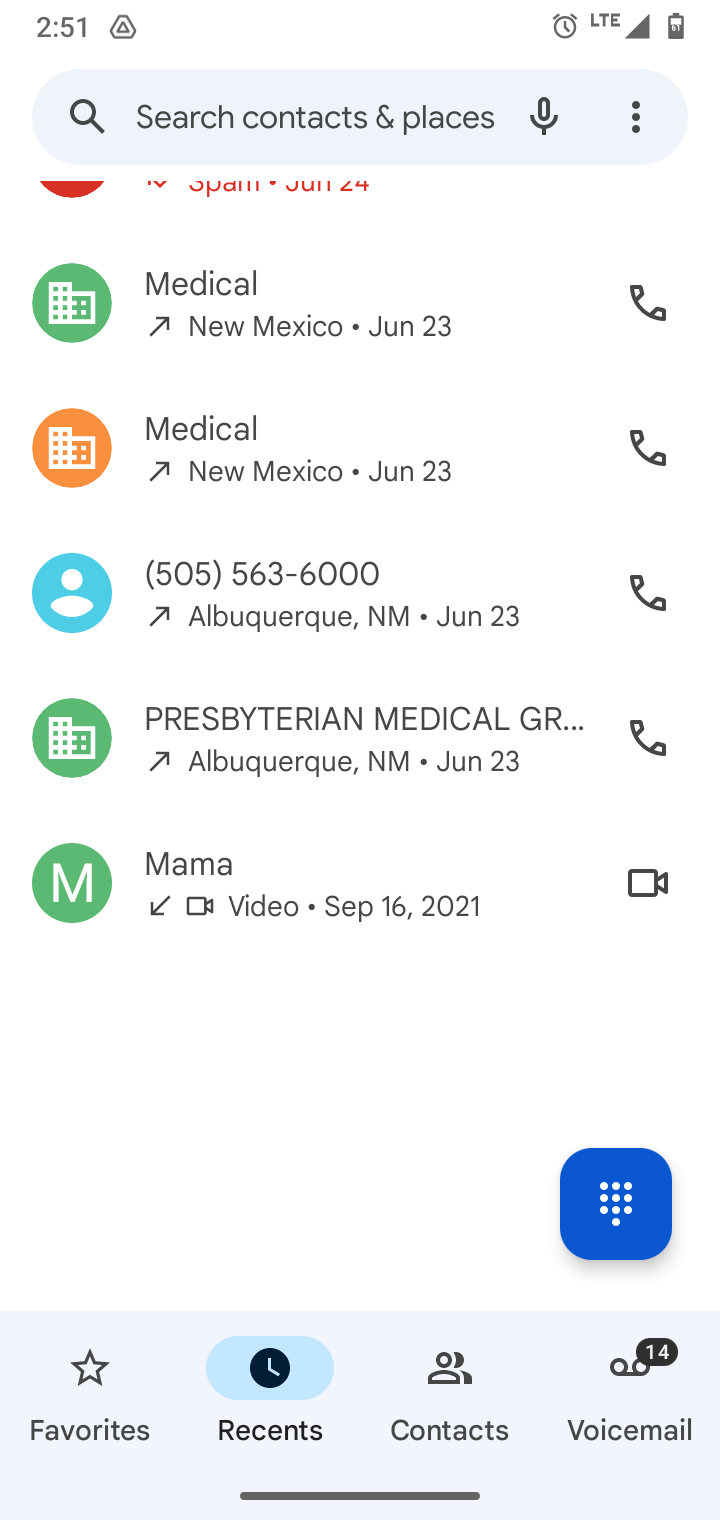 2:51
LTE
Search contacts & places
Spam • Jun 24
Medical
New Mexico • Jun 23
Medical
New Mexico • Jun 23
(505) 563-6000
Albuquerque, NM • Jun 23
PRESBYTERIAN MEDICAL GR...
Albuquerque, NM • Jun 23
M
Mama
Video • Sep 16, 2021
14
Favorites
Recents
Contacts
Voicemail